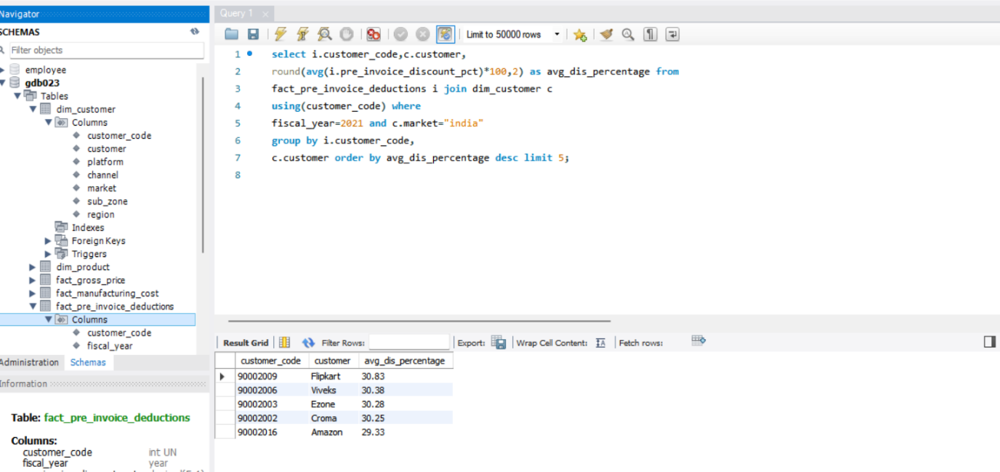 Navigator
SCHEMAS
Filter objects
employee
gdb023
Tables
dim_customer
Columns
customer_code
customer
platform
channel
market
sub_zone
region
Indexes
Foreign Keys
Triggers
dim_product
fact_gross_price
fact_manufacturing_cost
fact_pre_invoice_deductions
Columns
customer_code
fiscal_year
Administration Schemas
Information
Table: fact_pre_invoice_deductions
Columns:
customer_code int UN
fiscal_year year
Query 1
Limit to 50000 rows
1 select i.customer_code,c.customer,
2 round(avg(i.pre_invoice_discount_pct)*100,2) as avg_dis_percentage from
3 fact_pre_invoice_deductions i join dim_customer c
4 using(customer_code) where
5 fiscal_year=2021 and c.market="india"
6 group by i.customer_code,
7 c.customer order by avg_dis_percentage desc limit 5;
8
Result Grid Filter Rows: Export: Wrap Cell Content: Fetch rows:
customer_code customer avg_dis_percentage
90002009 Flipkart 30.83
90002006 Viveks 30.38
90002003 Ezone 30.28
90002002 Croma 30.25
90002016 Amazon 29.33